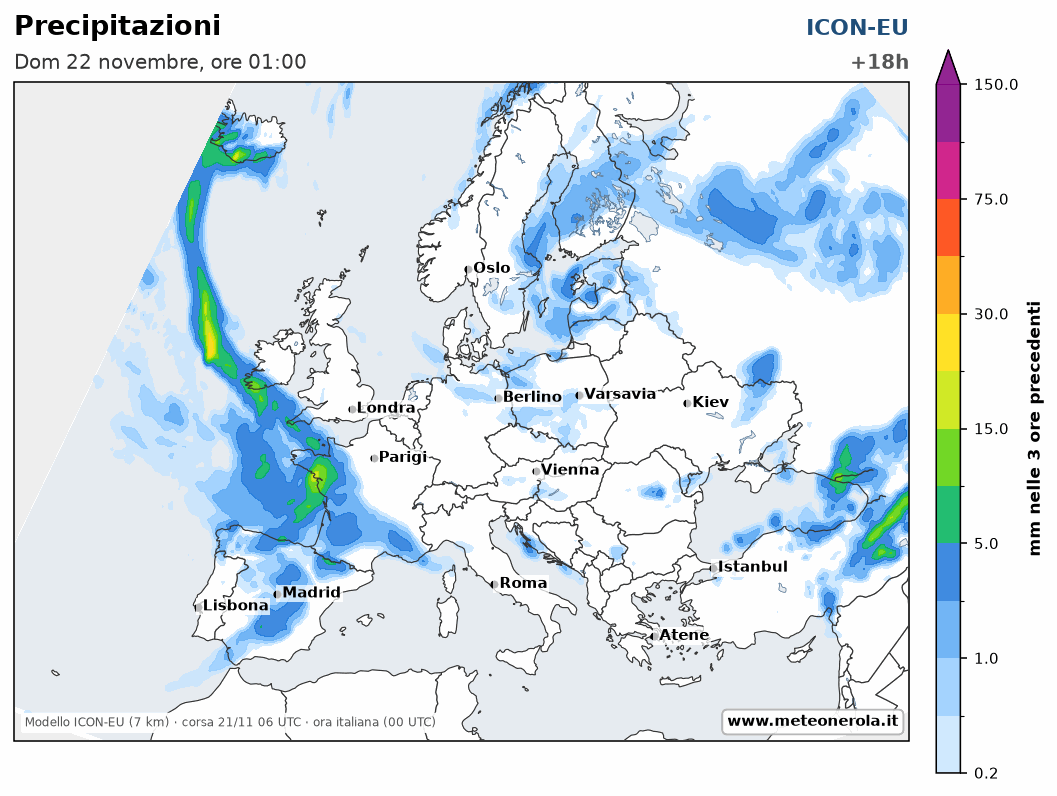 Precipitazioni
ICON-EU
Dom 22 novembre, ore 01:00
+18h
150.0
75.0
30.0
15.0
5.0
1.0
0.2
mm nelle 3 ore precedenti
Oslo
Londra
Berlino
Varsavia
Kiev
Parigi
Vienna
Istanbul
Roma
Madrid
Lisbona
Atene
Modello ICON-EU (7 km) · corsa 21/11 06 UTC · ora italiana (00 UTC)
www.meteonerola.it